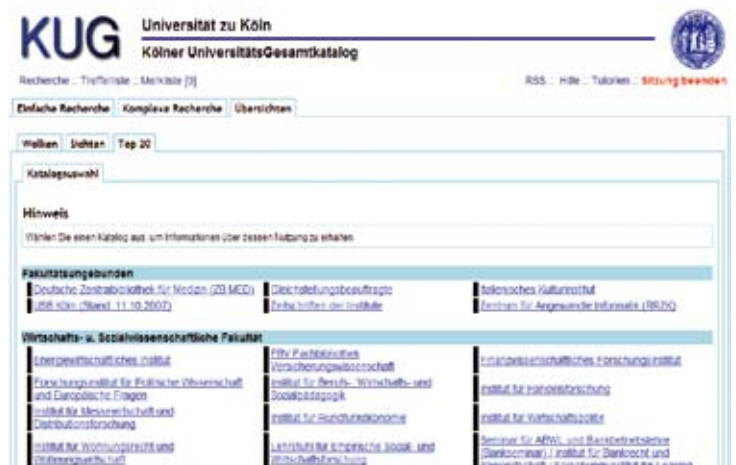 KUG
Universität zu Köln
Kölner UniversitätsGesamtkatalog
Recherche :: Trefferliste :: Merkliste [0]
RSS :: Hilfe :: Tutorien :: Sitzung beenden
Einfache Recherche Komplexe Recherche Übersichten
Wolken Sichten Top 20
Katalogauswahl
Hinweis
Wählen Sie einen Katalog aus, um Informationen über dessen Nutzung zu erhalten.
Fakultätsungebunden
Deutsche Zentralbibliothek für Medizin (ZB MED) Gleichstellungsbeauftragte Italienisches Kulturinstitut
USB Köln (Stand: 11.10.2007) Zeitschriften der Institute Zentrum für Angewandte Informatik (RRZK)
Wirtschafts- u. Sozialwissenschaftliche Fakultät
Energiewirtschaftliches Institut
Fachbibliothek Versicherungswissenschaft
Finanzwissenschaftliches Forschungsinstitut
Forschungsinstitut für Politische Wissenschaft
und Europäische Fragen
Institut für Berufs-, Wirtschafts- und
Sozialpädagogik
Institut für Handelsforschung
Institut für Messewirtschaft und
Distributionsforschung
Institut für Rundfunkökonomie
Institut für Wirtschaftspolitik
Institut für Wohnungsrecht und
Wohnungswirtschaft
Lehrstuhl für Empirische Sozial- und
Wirtschaftsforschung
Seminar für ABWL und Bankbetriebslehre
(Bankseminar) / Institut für Bankrecht und